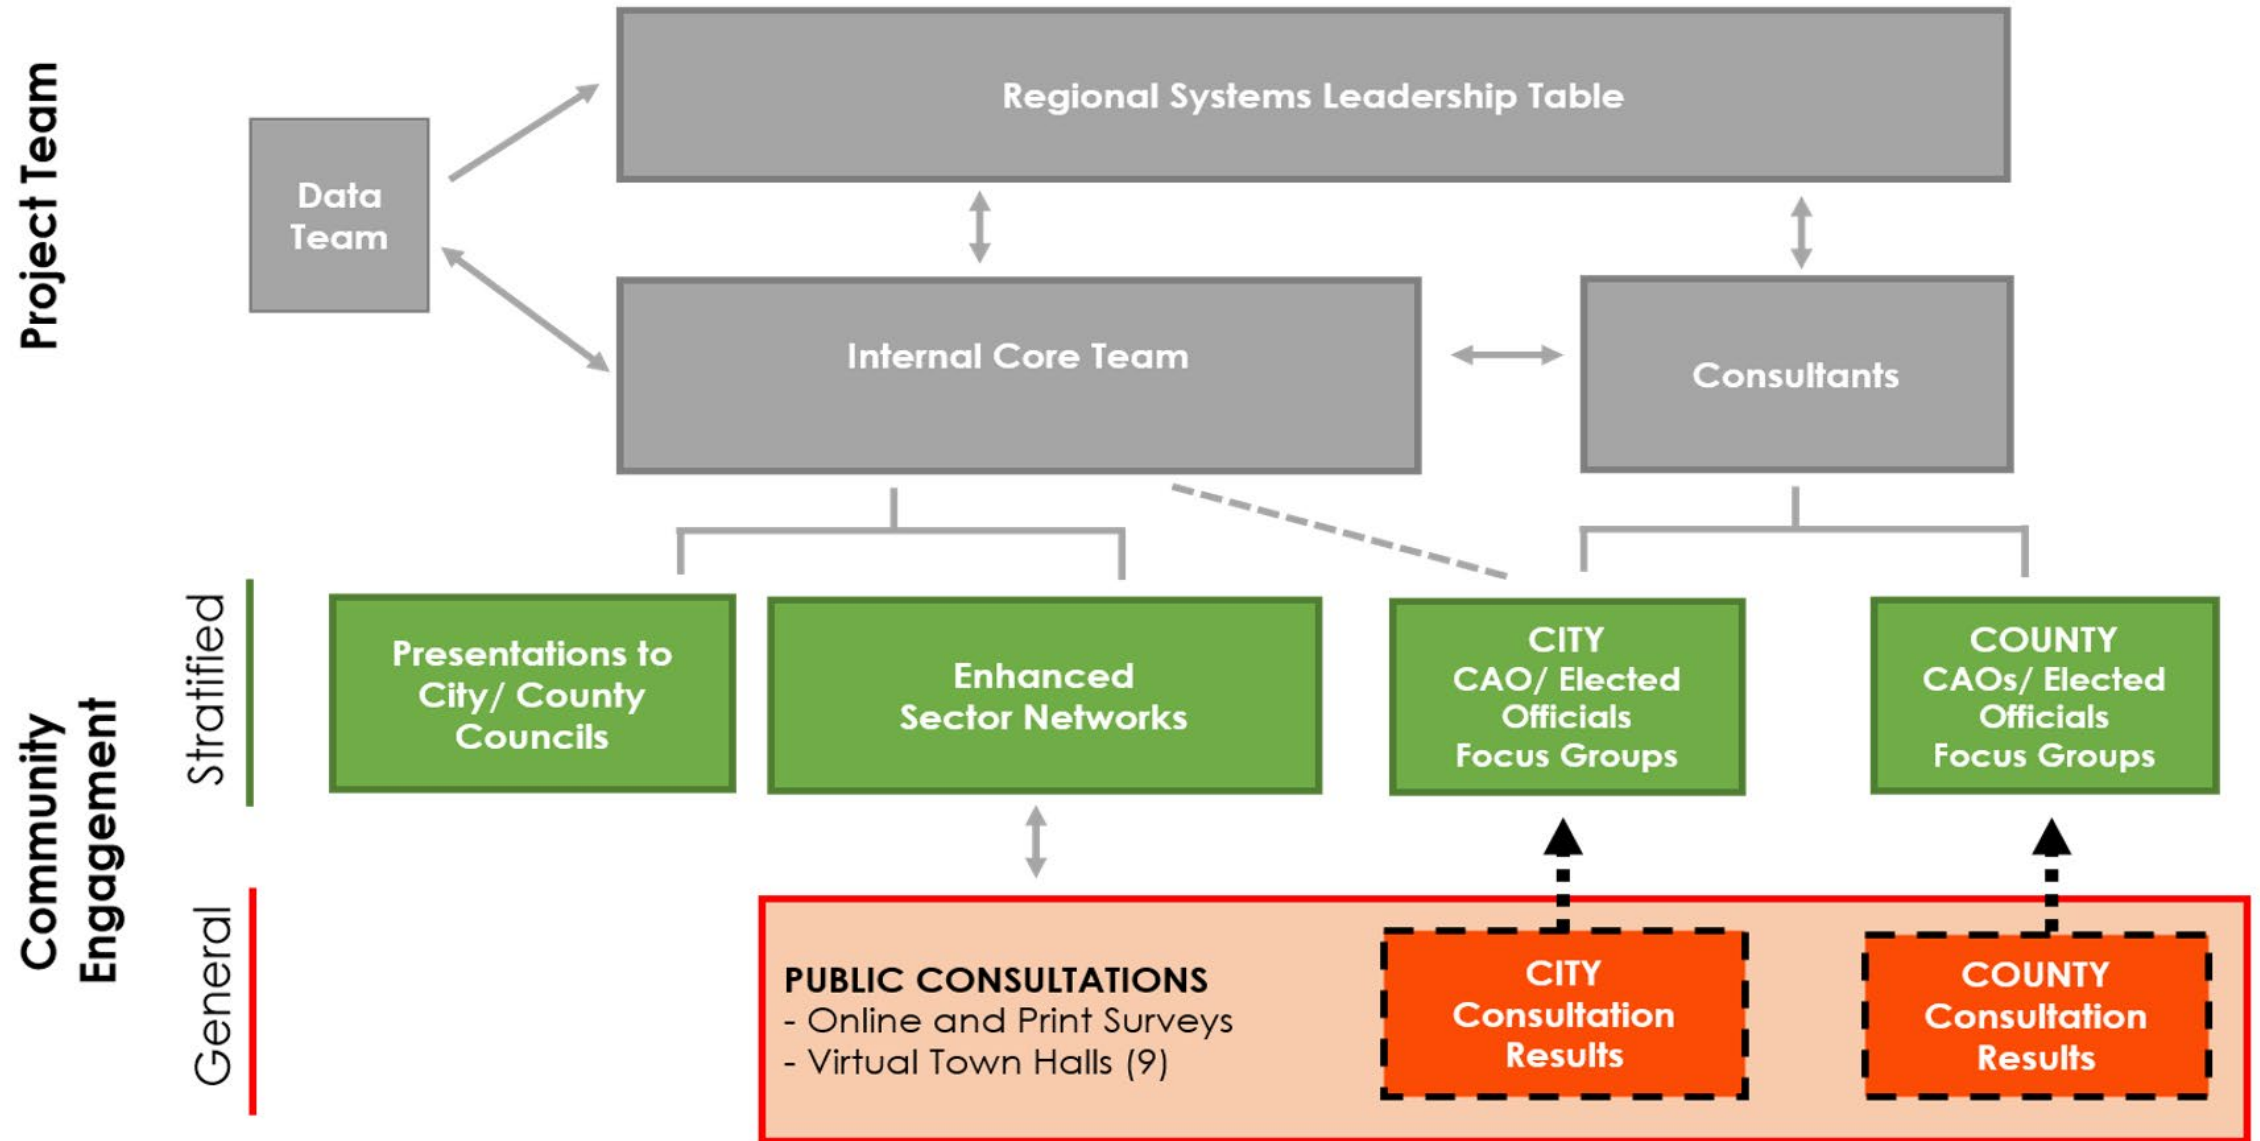 Project Team
Regional Systems Leadership Table
Data
Team
Internal Core Team
Consultants
Community
Engagement
Stratified
Presentations to
City/ County
Councils
Enhanced
Sector Networks
CITY
CAO/ Elected
Officials
Focus Groups
COUNTY
CAOs/ Elected
Officials
Focus Groups
General
PUBLIC CONSULTATIONS
- Online and Print Surveys
- Virtual Town Halls (9)
CITY
Consultation
Results
COUNTY
Consultation
Results